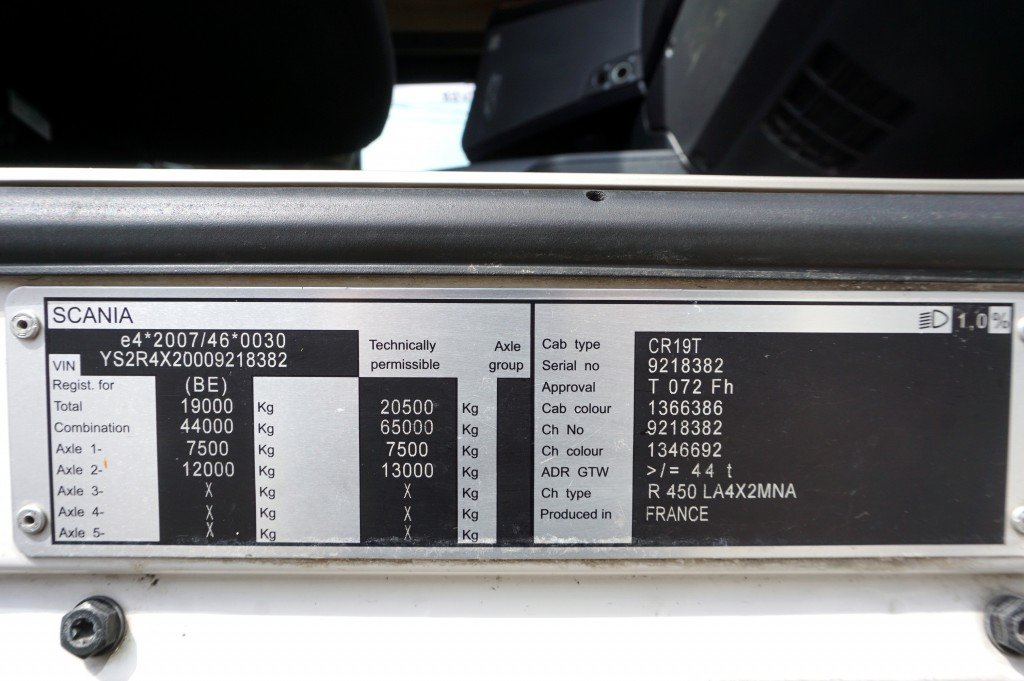 SCANIA
e4*2007/46*0030
VIN YS2R4X20009218382
Technically permissible
Axle group
Regist. for (BE)
Total 19000 Kg 20500 Kg
Combination 44000 Kg 65000 Kg
Axle 1- 7500 Kg 7500 Kg
Axle 2- 12000 Kg 13000 Kg
Axle 3- X Kg X Kg
Axle 4- X Kg X Kg
Axle 5- X Kg X Kg
1.0%
Cab type CR19T
Serial no 9218382
Approval T 072 Fh
Cab colour 1366386
Ch No 9218382
Ch colour 1346692
ADR GTW >/= 44 t
Ch type R 450 LA4X2MNA
Produced in FRANCE